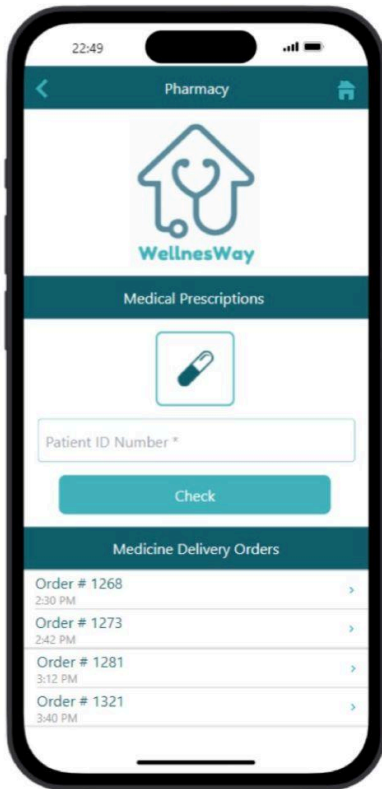 22:49
Pharmacy
WellnesWay
Medical Prescriptions
Patient ID Number *
Check
Medicine Delivery Orders
Order # 1268
2:30 PM
Order # 1273
2:42 PM
Order # 1281
3:12 PM
Order # 1321
3:40 PM